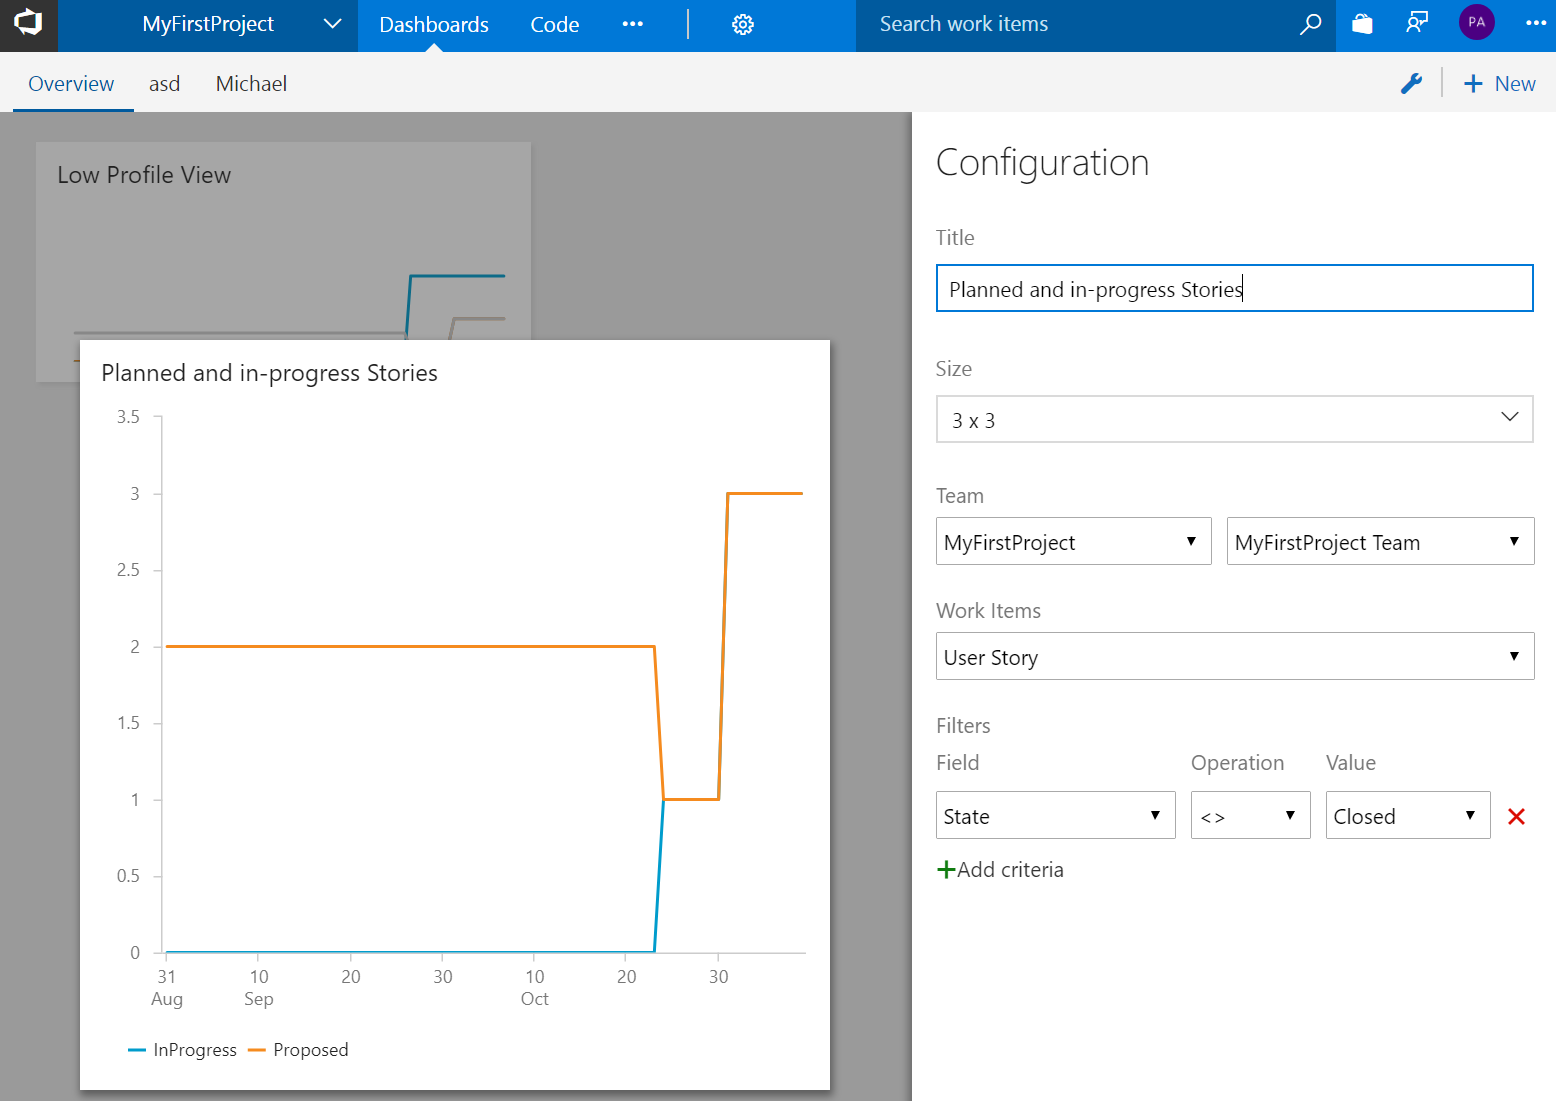 MyFirstProject Dashboards Code ... Search work items PA ...
Overview asd Michael + New
Low Profile View
Planned and in-progress Stories
3.5
3
2.5
2
1.5
1
0.5
0
31 10 20 30 10 20 30
Aug Sep Oct
InProgress Proposed
Configuration
Title
Planned and in-progress Stories
Size
3 x 3
Team
MyFirstProject MyFirstProject Team
Work Items
User Story
Filters
Field Operation Value
State <> Closed
+Add criteria